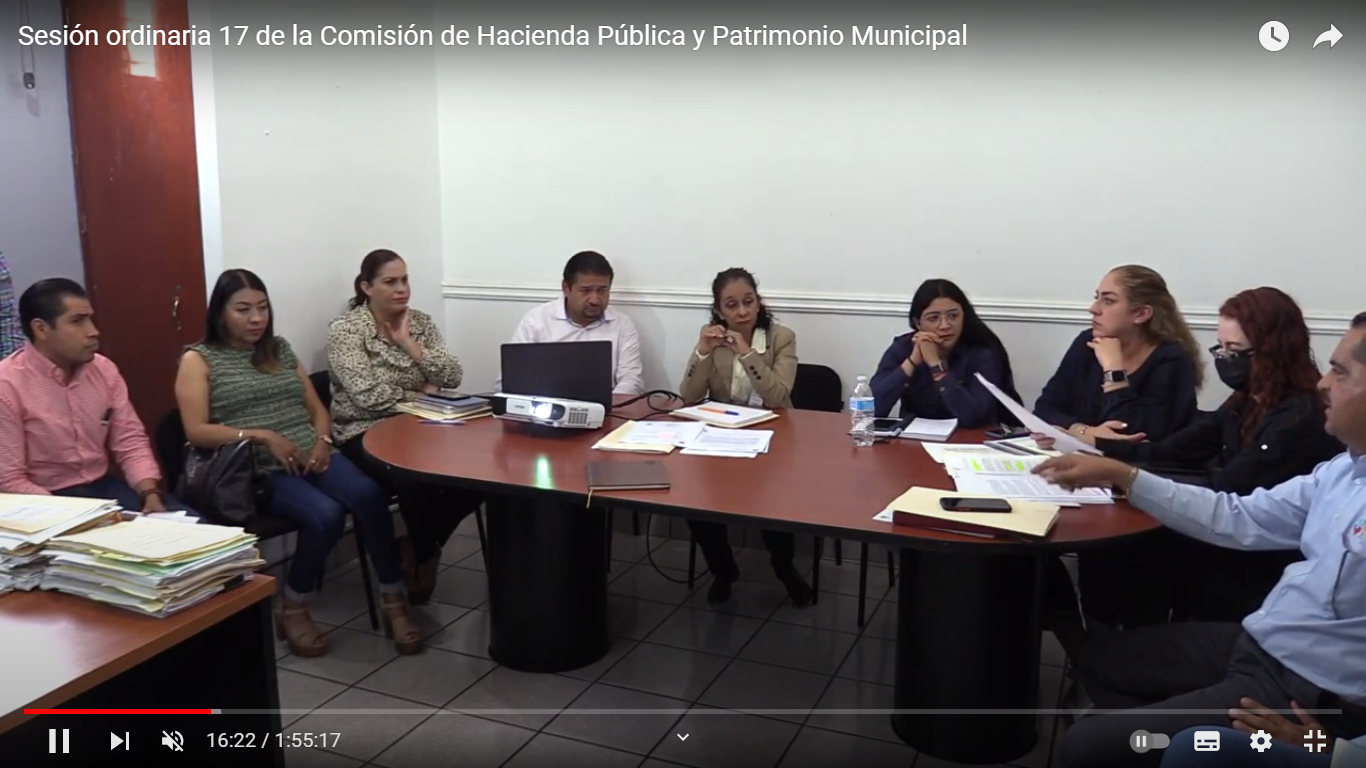 Sesión ordinaria 17 de la Comisión de Hacienda Pública y Patrimonio Municipal
16:22 / 1:55:17